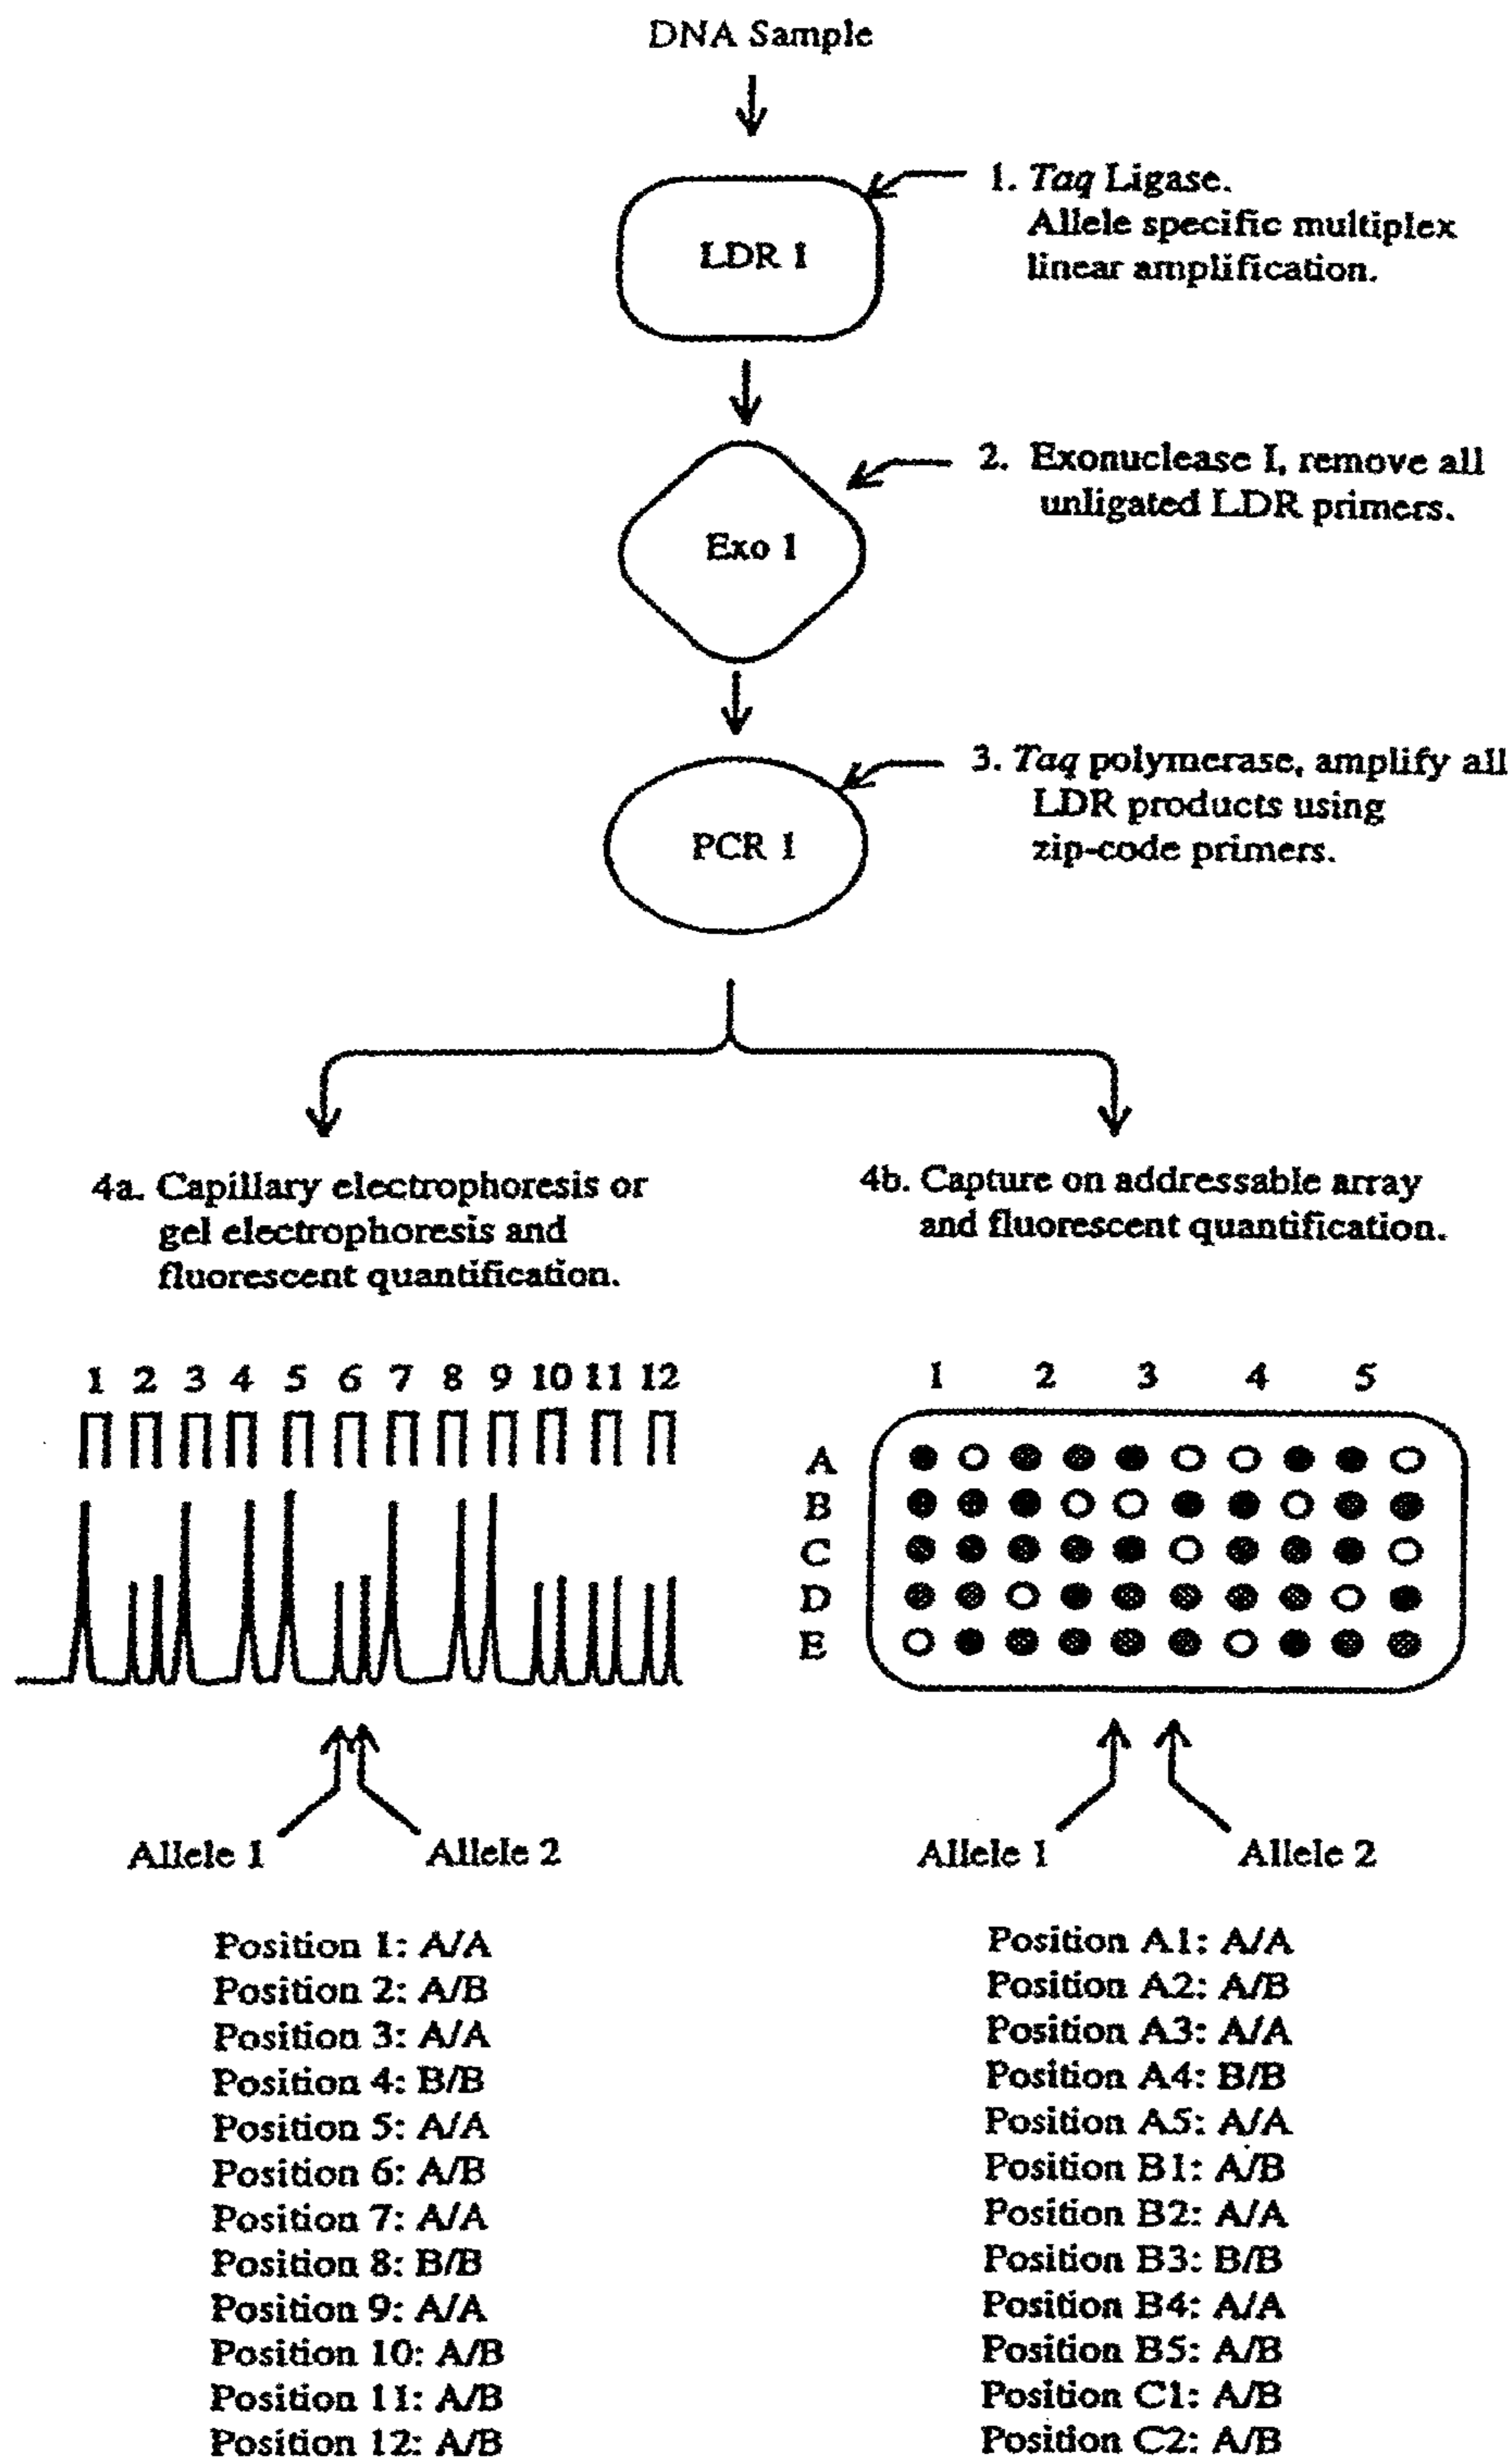 DNA Sample
1. Taq Ligase.
Allele specific multiplex
linear amplification.
LDR 1
2. Exonuclease I, remove all
unligated LDR primers.
Exo 1
3. Taq polymerase, amplify all
LDR products using
zip-code primers.
PCR 1
4a. Capillary electrophoresis or
gel electrophoresis and
fluorescent quantification.
1 2 3 4 5 6 7 8 9 10 11 12
Allele 1 Allele 2
Position 1: A/A
Position 2: A/B
Position 3: A/A
Position 4: B/B
Position 5: A/A
Position 6: A/B
Position 7: A/A
Position 8: B/B
Position 9: A/A
Position 10: A/B
Position 11: A/B
Position 12: A/B
4b. Capture on addressable array
and fluorescent quantification.
1 2 3 4 5
A
B
C
D
E
Allele 1 Allele 2
Position A1: A/A
Position A2: A/B
Position A3: A/A
Position A4: B/B
Position A5: A/A
Position B1: A/B
Position B2: A/A
Position B3: B/B
Position B4: A/A
Position B5: A/B
Position C1: A/B
Position C2: A/B